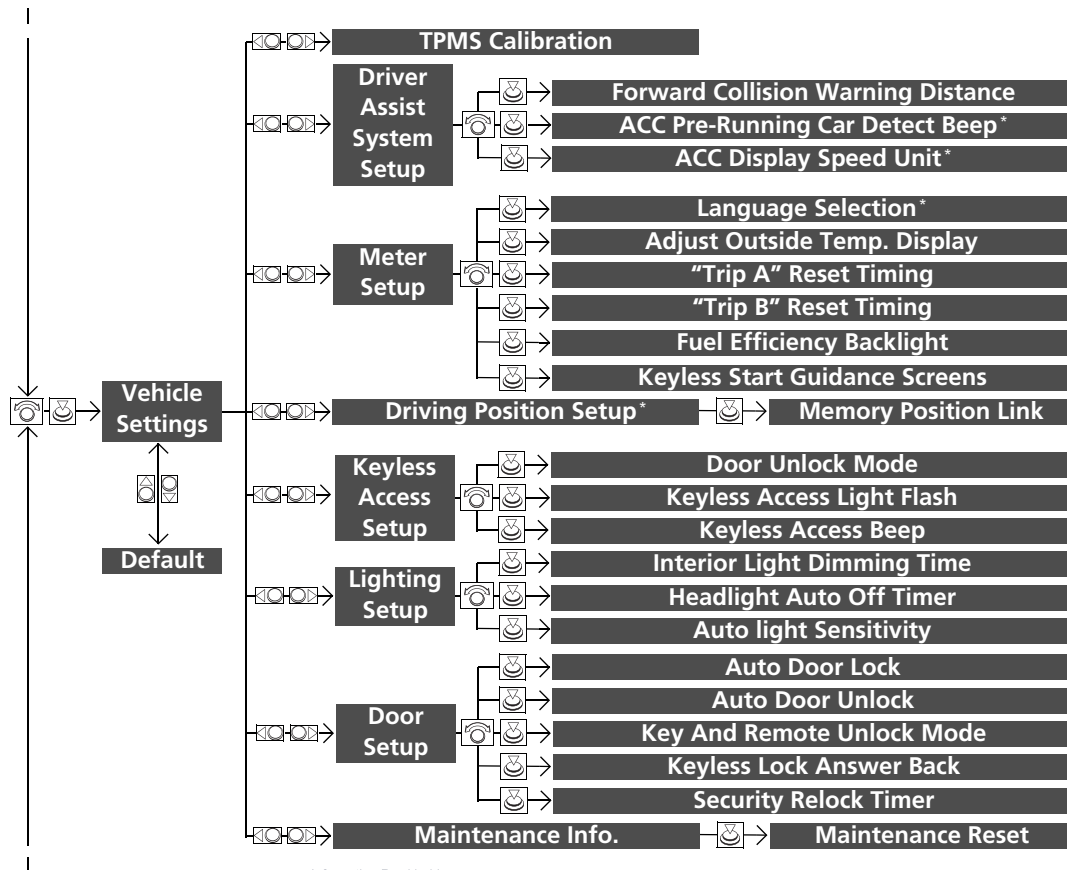 TPMS Calibration
Driver
Assist
System
Setup
Forward Collision Warning Distance
ACC Pre-Running Car Detect Beep*
ACC Display Speed Unit*
Meter
Setup
Language Selection*
Adjust Outside Temp. Display
“Trip A” Reset Timing
“Trip B” Reset Timing
Fuel Efficiency Backlight
Keyless Start Guidance Screens
Vehicle
Settings
Default
Driving Position Setup*
Memory Position Link
Keyless
Access
Setup
Door Unlock Mode
Keyless Access Light Flash
Keyless Access Beep
Lighting
Setup
Interior Light Dimming Time
Headlight Auto Off Timer
Auto light Sensitivity
Door
Setup
Auto Door Lock
Auto Door Unlock
Key And Remote Unlock Mode
Keyless Lock Answer Back
Security Relock Timer
Maintenance Info.
Maintenance Reset